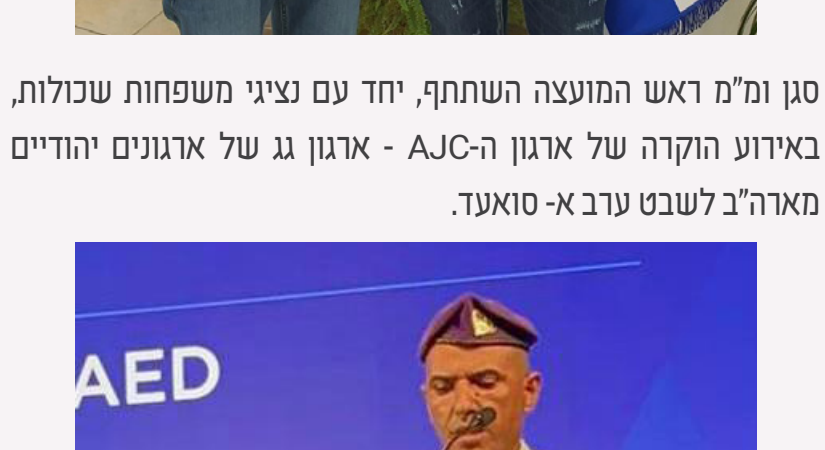 סגן ומ"מ ראש המועצה השתתף, יחד עם נציגי משפחות שכולות,
באירוע הוקרה של ארגון ה-AJC - ארגון גג של ארגונים יהודיים
מארה"ב לשבט ערב א- סואעד.
AED